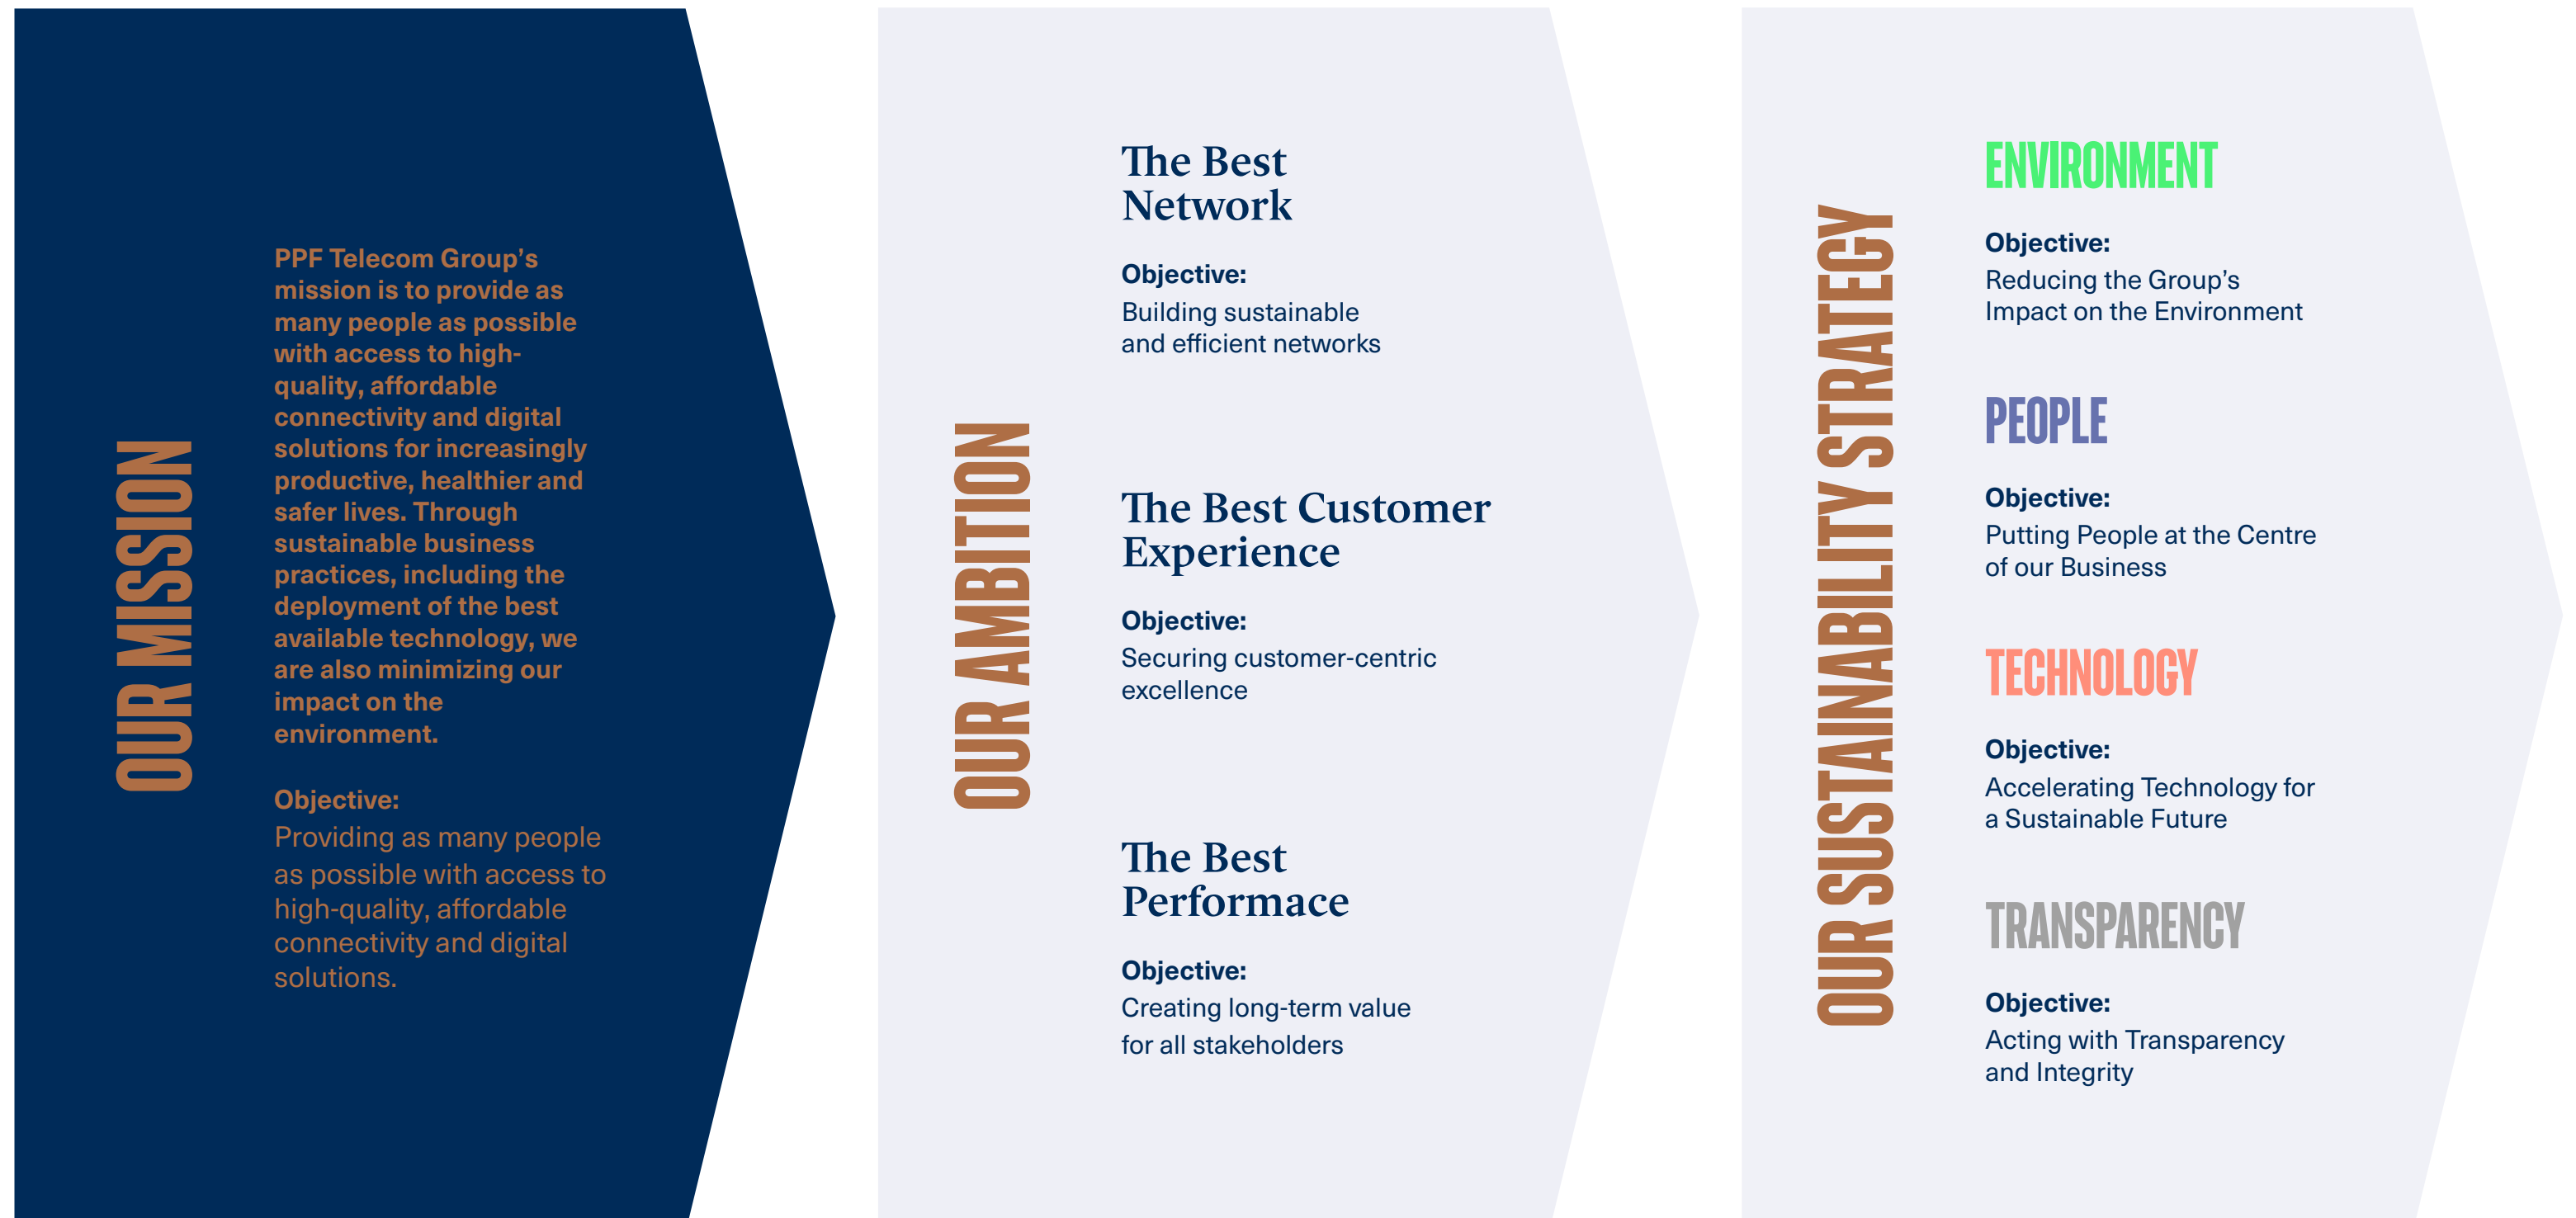 OUR MISSION
PPF Telecom Group’s
mission is to provide as
many people as possible
with access to high-
quality, affordable
connectivity and digital
solutions for increasingly
productive, healthier and
safer lives. Through
sustainable business
practices, including the
deployment of the best
available technology, we
are also minimizing our
impact on the
environment.
Objective:
Providing as many people
as possible with access to
high-quality, affordable
connectivity and digital
solutions.
OUR AMBITION
The Best
Network
Objective:
Building sustainable
and efficient networks
The Best Customer
Experience
Objective:
Securing customer-centric
excellence
The Best
Performace
Objective:
Creating long-term value
for all stakeholders
OUR SUSTAINABILITY STRATEGY
ENVIRONMENT
Objective:
Reducing the Group’s
Impact on the Environment
PEOPLE
Objective:
Putting People at the Centre
of our Business
TECHNOLOGY
Objective:
Accelerating Technology for
a Sustainable Future
TRANSPARENCY
Objective:
Acting with Transparency
and Integrity